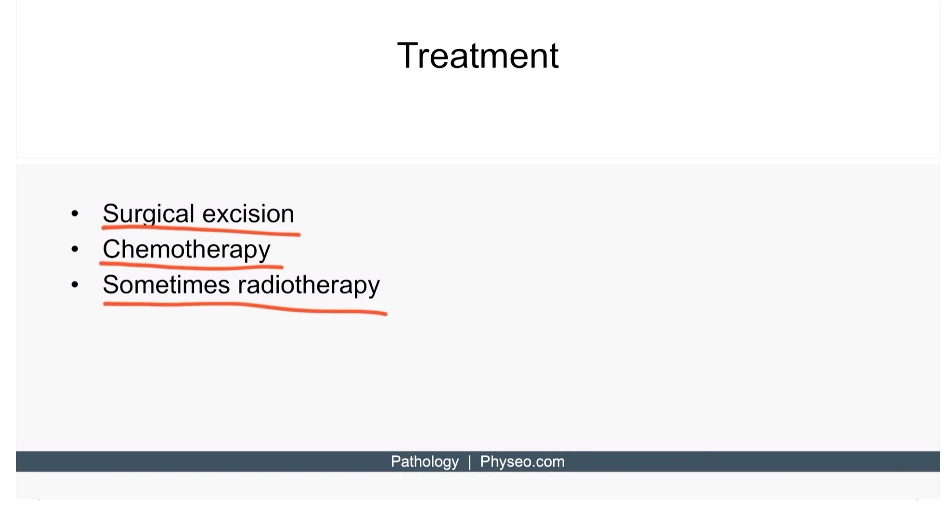 Treatment
• Surgical excision
• Chemotherapy
• Sometimes radiotherapy
Pathology | Physeo.com